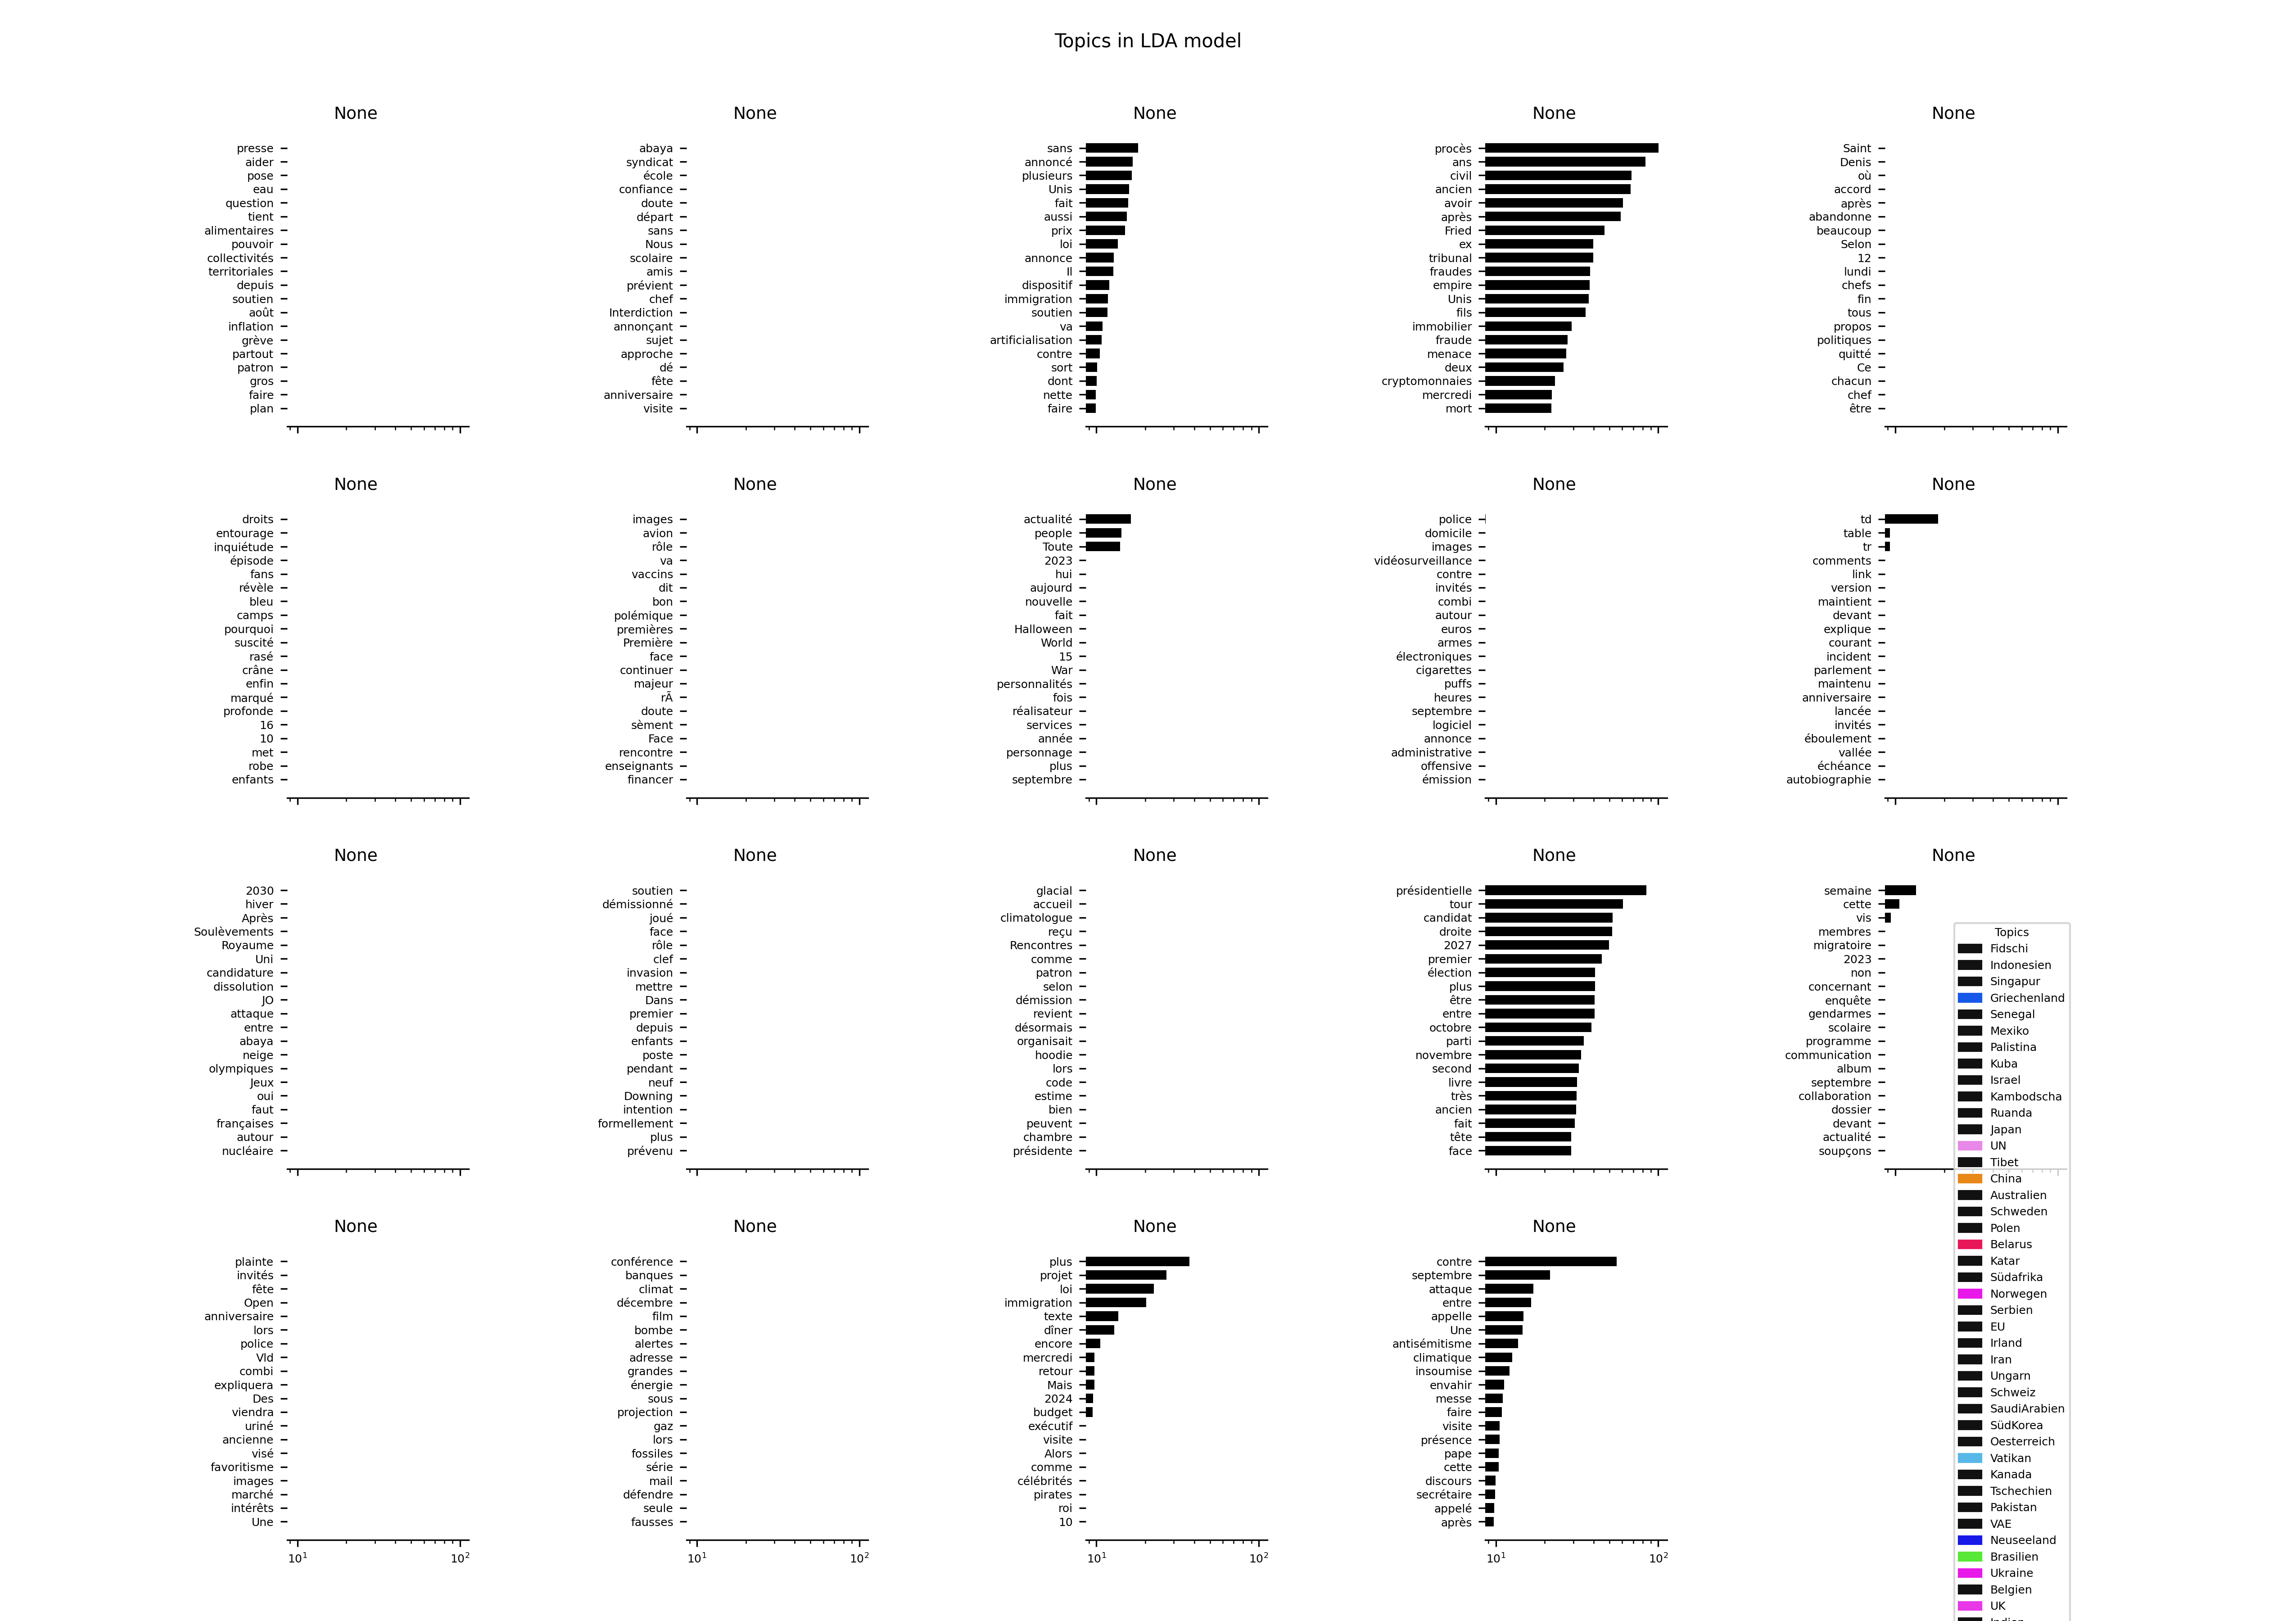 Topics in LDA model
None
presse
aider
pose
eau
question
tient
alimentaires
pouvoir
collectivités
territoriales
depuis
soutien
août
inflation
grève
partout
patron
gros
faire
plan
None
abaya
syndicat
école
confiance
doute
départ
sans
Nous
scolaire
amis
prévient
chef
Interdiction
annonçant
sujet
approche
dé
fête
anniversaire
visite
None
sans
annoncé
plusieurs
Unis
fait
aussi
prix
loi
annonce
Il
dispositif
immigration
soutien
va
artificialisation
contre
sort
dont
nette
faire
None
procès
ans
civil
ancien
avoir
après
Fried
ex
tribunal
fraudes
empire
Unis
fils
immobilier
fraude
menace
deux
cryptomonnaies
mercredi
mort
None
Saint
Denis
où
accord
après
abandonne
beaucoup
Selon
12
lundi
chefs
fin
tous
propos
politiques
quitté
Ce
chacun
chef
être
None
droits
entourage
inquiétude
épisode
fans
révèle
bleu
camps
pourquoi
suscité
rasé
crâne
enfin
marqué
profonde
16
10
met
robe
enfants
None
images
avion
rôle
va
vaccins
dit
bon
polémique
premières
Première
face
continuer
majeur
rÃ
doute
sèment
Face
rencontre
enseignants
financer
None
actualité
people
Toute
2023
hui
aujourd
nouvelle
fait
Halloween
World
15
War
personnalités
fois
réalisateur
services
année
personnage
plus
septembre
None
police
domicile
images
vidéosurveillance
contre
invités
combi
autour
euros
armes
électroniques
cigarettes
puffs
heures
septembre
logiciel
annonce
administrative
offensive
émission
None
td
table
tr
comments
link
version
maintient
devant
explique
courant
incident
parlement
maintenu
anniversaire
lancée
invités
éboulement
vallée
échéance
autobiographie
None
2030
hiver
Après
Soulèvements
Royaume
Uni
candidature
dissolution
JO
attaque
entre
abaya
neige
olympiques
Jeux
oui
faut
françaises
autour
nucléaire
None
soutien
démissionné
joué
face
rôle
clef
invasion
mettre
Dans
premier
depuis
enfants
poste
pendant
neuf
Downing
intention
formellement
plus
prévenu
None
glacial
accueil
climatologue
reçu
Rencontres
comme
patron
selon
démission
revient
désormais
organisait
hoodie
lors
code
estime
bien
peuvent
chambre
présidente
None
présidentielle
tour
candidat
droite
2027
premier
élection
plus
être
entre
octobre
parti
novembre
second
livre
très
ancien
fait
tête
face
None
semaine
cette
vis
membres
migratoire
2023
non
concernant
enquête
gendarmes
scolaire
programme
communication
album
septembre
collaboration
dossier
devant
actualité
soupçons
None
plainte
invités
fête
Open
anniversaire
lors
police
Vld
combi
expliquera
Des
viendra
uriné
ancienne
visé
favoritisme
images
marché
intérêts
Une
10¹
10²
None
conférence
banques
climat
décembre
film
bombe
alertes
adresse
grandes
énergie
sous
projection
gaz
lors
fossiles
série
mail
défendre
seule
fausses
10¹
10²
None
plus
projet
loi
immigration
texte
dîner
encore
mercredi
retour
Mais
2024
budget
exécutif
visite
Alors
comme
célébrités
pirates
roi
10
10¹
10²
None
contre
septembre
attaque
entre
appelle
Une
antisémitisme
climatique
insoumise
envahir
messe
faire
visite
présence
pape
cette
discours
secrétaire
appelé
après
10¹
10²
Topics
Fidschi
Indonesien
Singapur
Griechenland
Senegal
Mexiko
Palistina
Kuba
Israel
Kambodscha
Ruanda
Japan
UN
Tibet
China
Australien
Schweden
Polen
Belarus
Katar
Südafrika
Norwegen
Serbien
EU
Irland
Iran
Ungarn
Schweiz
SaudiArabien
SüdKorea
Oesterreich
Vatikan
Kanada
Tschechien
Pakistan
VAE
Neuseeland
Brasilien
Ukraine
Belgien
UK